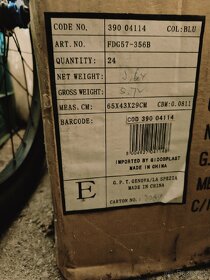 CODE NO. 390 04114 COL:BLU
ART.NO. FDG57-356B
QUANTITY: 24
NET WEIGHT:
GROSS WEIGHT:
MEAS.CM: 65X43X29CM CBM:0.0811
BARCODE:
COD 390 04114
IMPORTED BY GIOCOPLAST
MADE IN CHINA
E
G.P.T. GENOVA/LA SPEZIA
MADE IN CHINA
CARTON NO.: